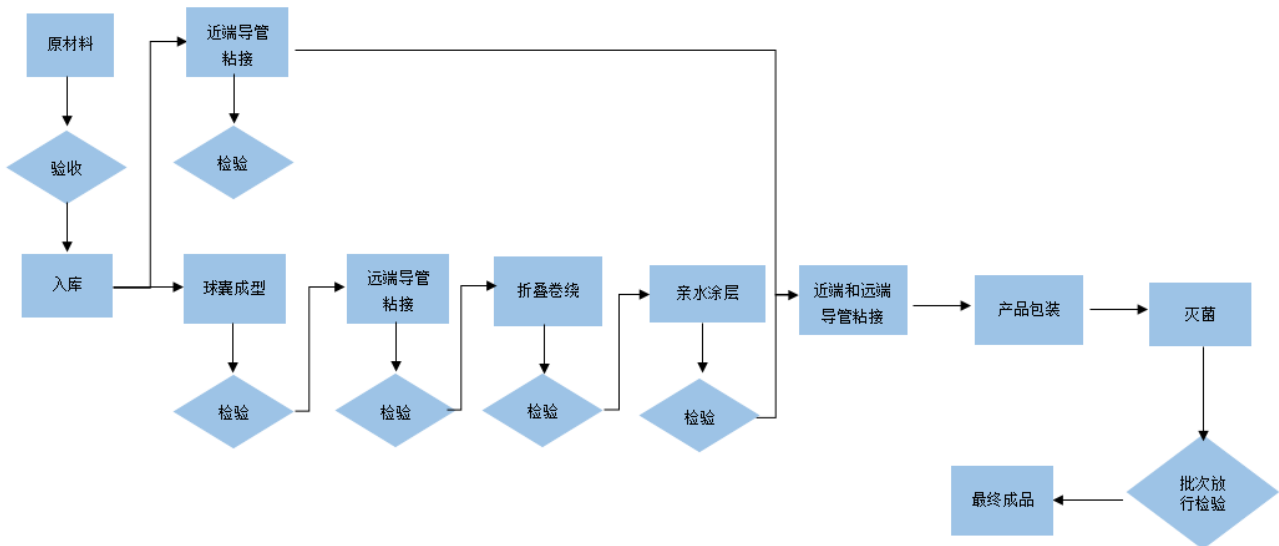 原材料
验收
入库
近端导管
粘接
检验
球囊成型
检验
远端导管
粘接
检验
折叠卷绕
检验
亲水涂层
检验
近端和远端
导管粘接
产品包装
灭菌
批次放
行检验
最终成品